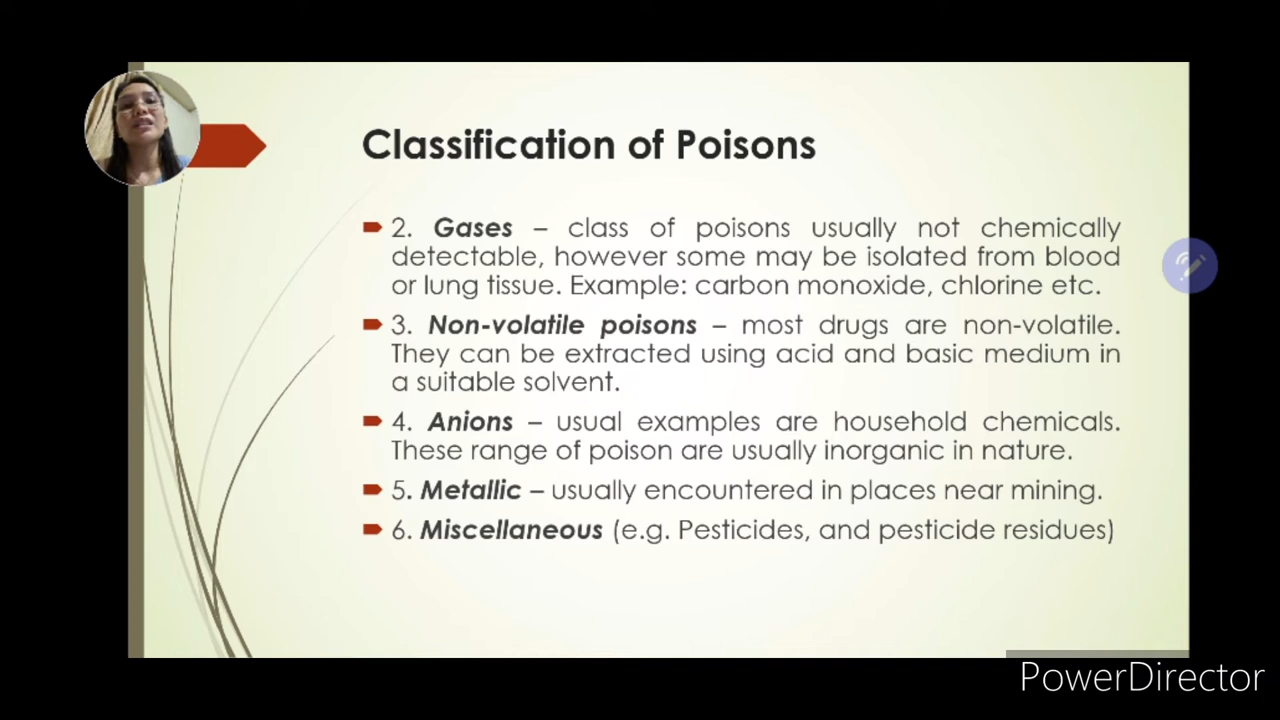 Classification of Poisons
2. Gases – class of poisons usually not chemically
detectable, however some may be isolated from blood
or lung tissue. Example: carbon monoxide, chlorine etc.
3. Non-volatile poisons – most drugs are non-volatile.
They can be extracted using acid and basic medium in
a suitable solvent.
4. Anions – usual examples are household chemicals.
These range of poison are usually inorganic in nature.
5. Metallic – usually encountered in places near mining.
6. Miscellaneous (e.g. Pesticides, and pesticide residues)
PowerDirector